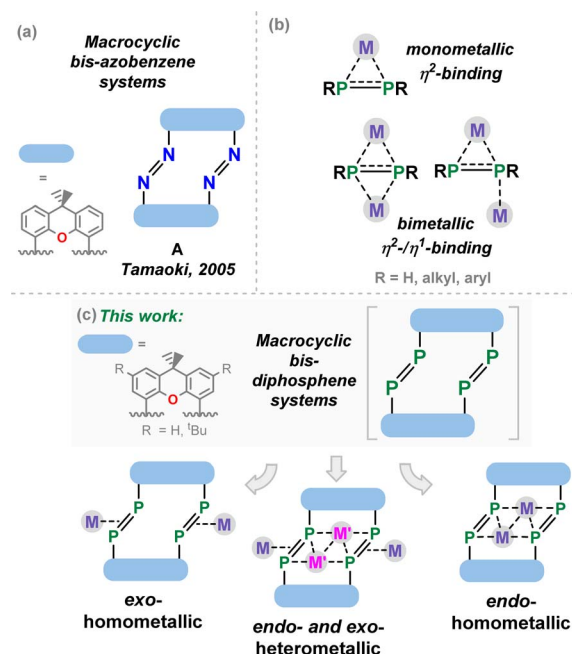 (a)
Macrocyclic
bis-azobenzene
systems
=
O
N
N
N
N
A
Tamaoki, 2005
(b)
M
RP PR
monometallic
η²-binding
M
RP PR
M
M
RP PR
M
bimetallic
η²-/η¹-binding
R = H, alkyl, aryl
(c) This work:
=
R R
O
R = H, ᵗBu
Macrocyclic
bis-
diphosphene
systems
P P
P P
M P P M
P P
exo-
homometallic
P M' P
M M
P M' P
endo- and exo-
heterometallic
P M P
P M P
endo-
homometallic